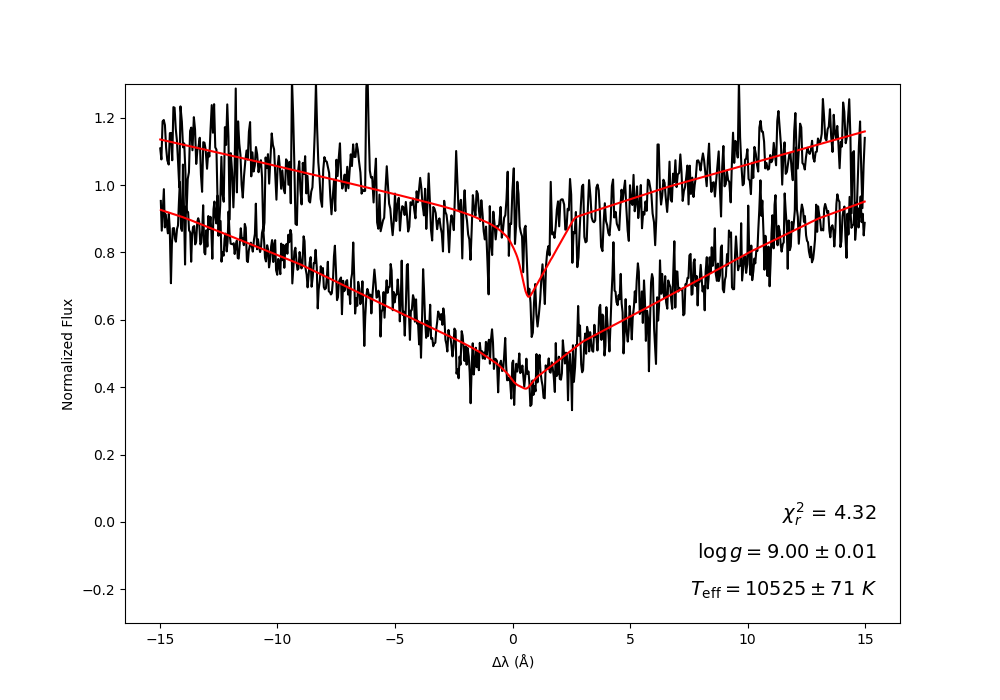 1.2
1.0
0.8
0.6
0.4
0.2
0.0
−0.2
Normalized Flux
χ²ᵣ = 4.32
log g = 9.00 ± 0.01
T_eff = 10525 ± 71 K
−15 −10 −5 0 5 10 15
Δλ (Å)